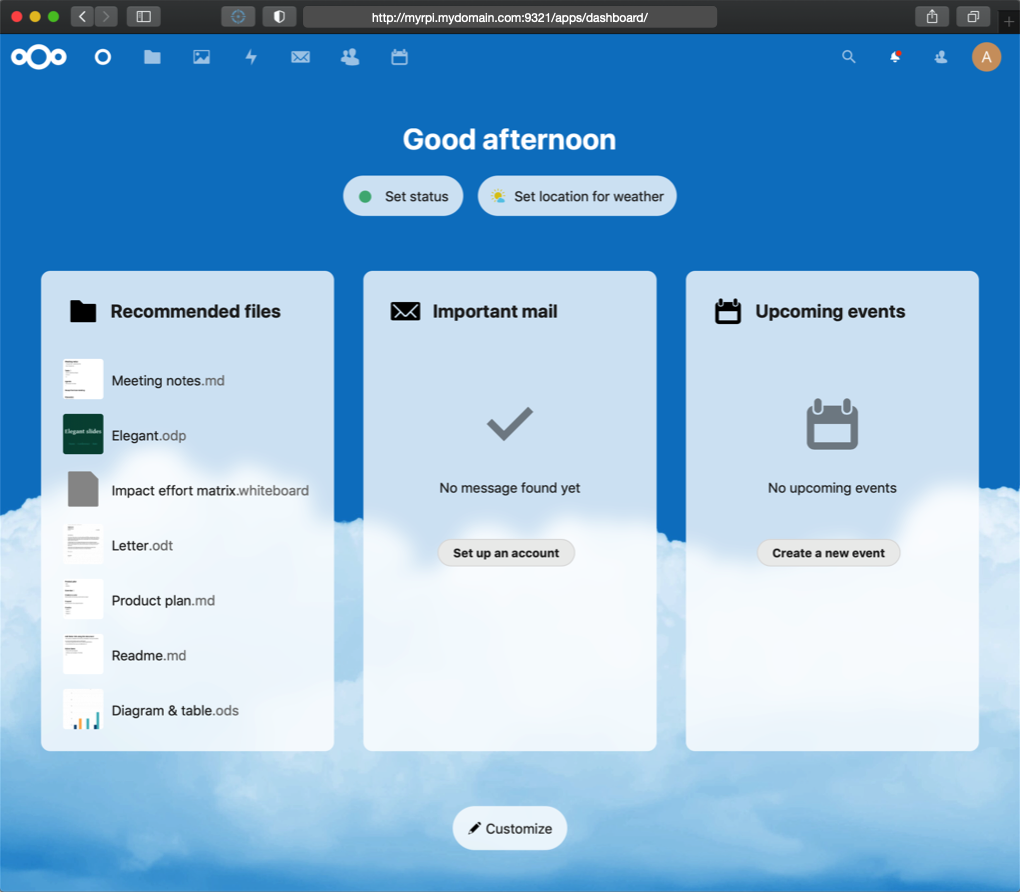 http://myrpi.mydomain.com:9321/apps/dashboard/
A
Good afternoon
Set status
Set location for weather
Recommended files
Meeting notes.md
Elegant slides
Elegant.odp
Impact effort matrix.whiteboard
Letter.odt
Product plan.md
Readme.md
Diagram & table.ods
Important mail
No message found yet
Set up an account
Upcoming events
No upcoming events
Create a new event
Customize